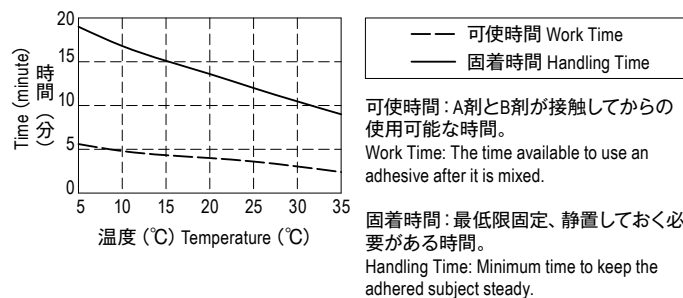 Time (minute)
時間（分）
20
15
10
5
0
5 10 15 20 25 30 35
温度（℃）Temperature（℃）
可使時間 Work Time
固着時間 Handling Time
可使時間：A剤とB剤が接触してからの
使用可能な時間。
Work Time: The time available to use an
adhesive after it is mixed.
固着時間：最低限固定、静置しておく必
要がある時間。
Handling Time: Minimum time to keep the
adhered subject steady.